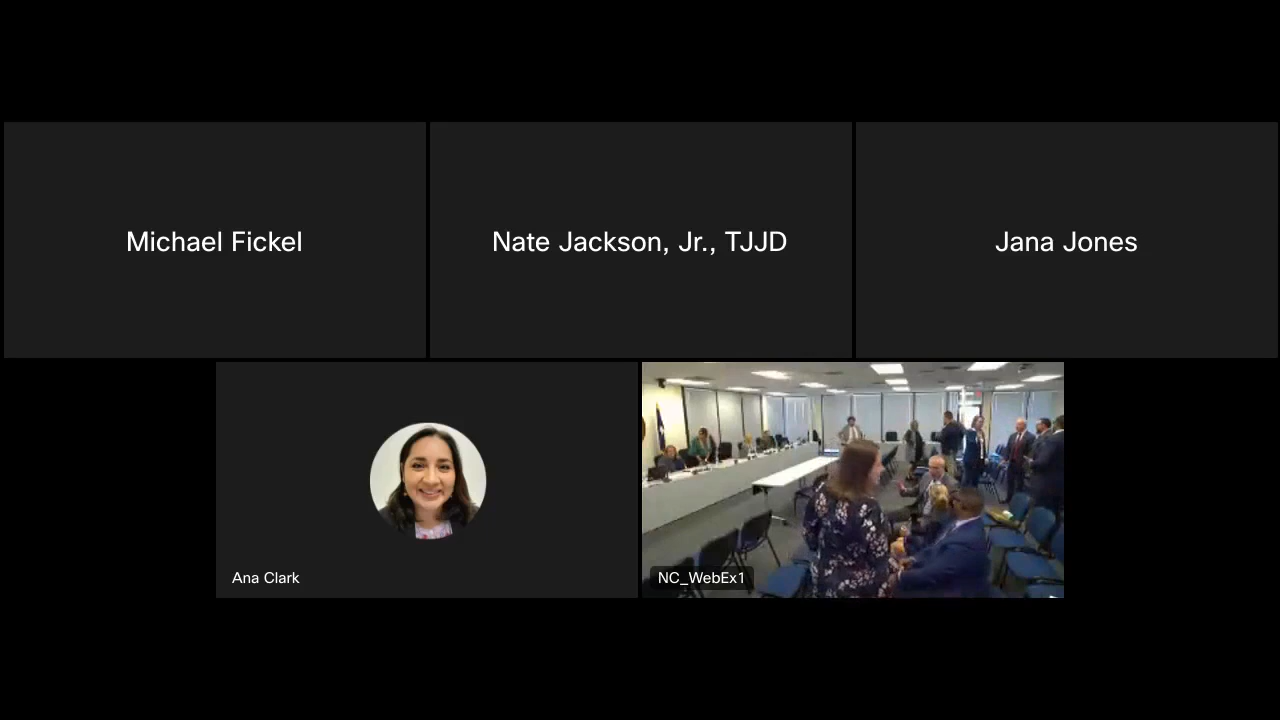 Michael Fickel
Nate Jackson, Jr., TJJD
Jana Jones
Ana Clark
NC_WebEx1